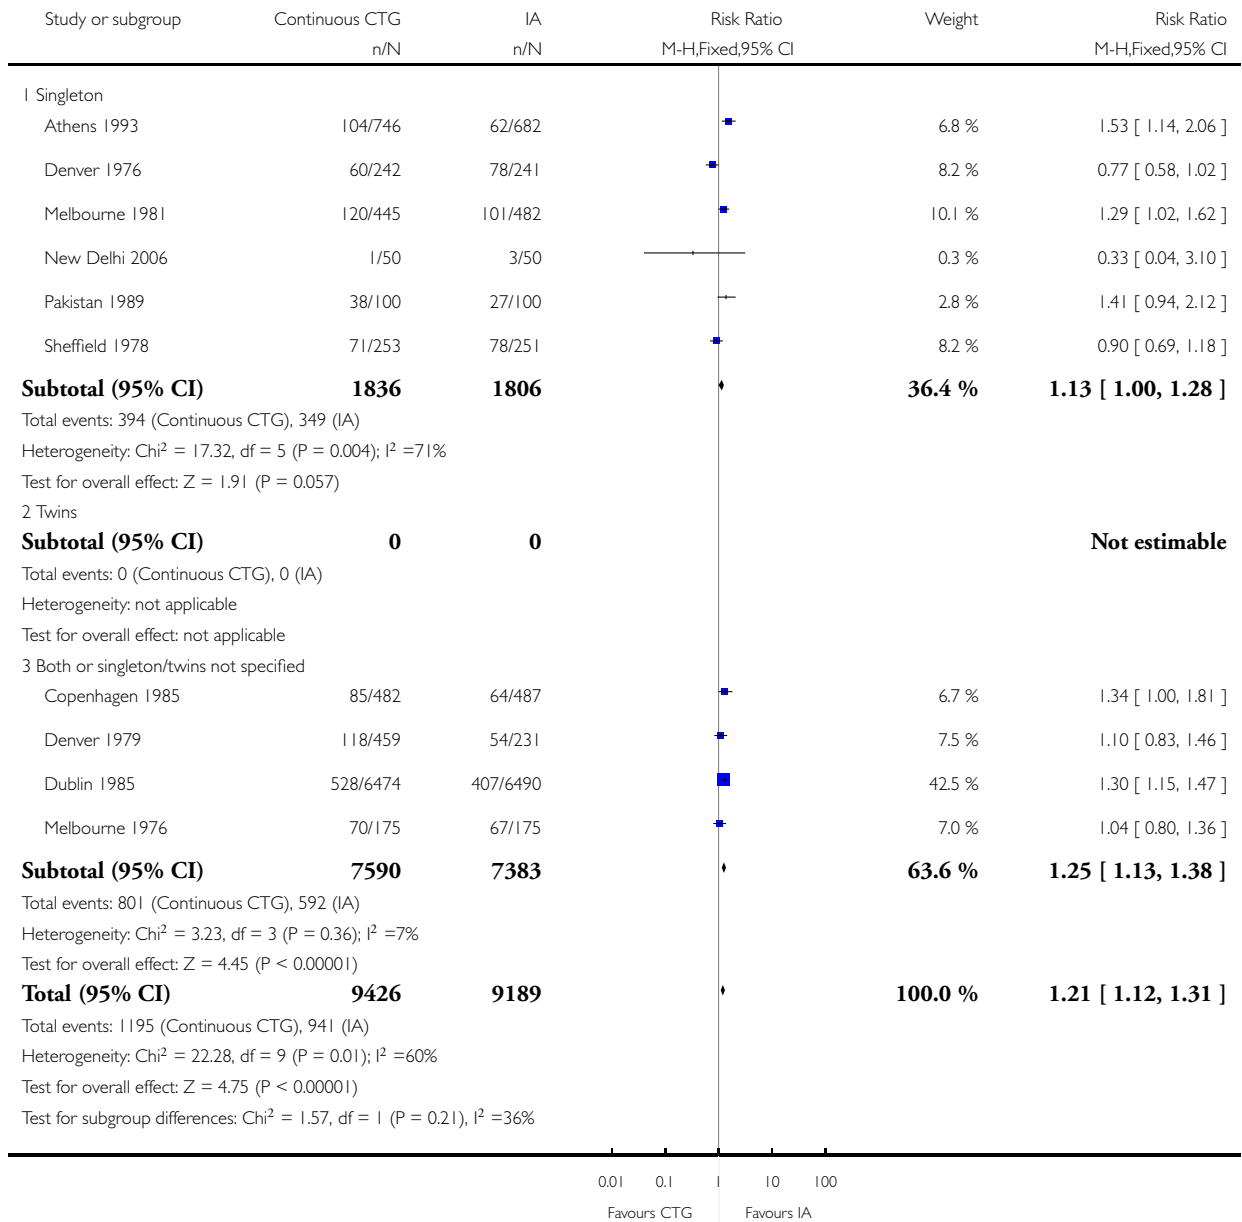 Study or subgroup Continuous CTG IA Risk Ratio Weight Risk Ratio
n/N n/N M-H,Fixed,95% CI M-H,Fixed,95% CI
1 Singleton
Athens 1993 104/746 62/682 6.8 % 1.53 [ 1.14, 2.06 ]
Denver 1976 60/242 78/241 8.2 % 0.77 [ 0.58, 1.02 ]
Melbourne 1981 120/445 101/482 10.1 % 1.29 [ 1.02, 1.62 ]
New Delhi 2006 1/50 3/50 0.3 % 0.33 [ 0.04, 3.10 ]
Pakistan 1989 38/100 27/100 2.8 % 1.41 [ 0.94, 2.12 ]
Sheffield 1978 71/253 78/251 8.2 % 0.90 [ 0.69, 1.18 ]
Subtotal (95% CI) 1836 1806 36.4 % 1.13 [ 1.00, 1.28 ]
Total events: 394 (Continuous CTG), 349 (IA)
Heterogeneity: Chi² = 17.32, df = 5 (P = 0.004); I² =71%
Test for overall effect: Z = 1.91 (P = 0.057)
2 Twins
Subtotal (95% CI) 0 0 Not estimable
Total events: 0 (Continuous CTG), 0 (IA)
Heterogeneity: not applicable
Test for overall effect: not applicable
3 Both or singleton/twins not specified
Copenhagen 1985 85/482 64/487 6.7 % 1.34 [ 1.00, 1.81 ]
Denver 1979 118/459 54/231 7.5 % 1.10 [ 0.83, 1.46 ]
Dublin 1985 528/6474 407/6490 42.5 % 1.30 [ 1.15, 1.47 ]
Melbourne 1976 70/175 67/175 7.0 % 1.04 [ 0.80, 1.36 ]
Subtotal (95% CI) 7590 7383 63.6 % 1.25 [ 1.13, 1.38 ]
Total events: 801 (Continuous CTG), 592 (IA)
Heterogeneity: Chi² = 3.23, df = 3 (P = 0.36); I² =7%
Test for overall effect: Z = 4.45 (P < 0.00001)
Total (95% CI) 9426 9189 100.0 % 1.21 [ 1.12, 1.31 ]
Total events: 1195 (Continuous CTG), 941 (IA)
Heterogeneity: Chi² = 22.28, df = 9 (P = 0.01); I² =60%
Test for overall effect: Z = 4.75 (P < 0.00001)
Test for subgroup differences: Chi² = 1.57, df = 1 (P = 0.21), I² =36%
0.01 0.1 1 10 100
Favours CTG Favours IA